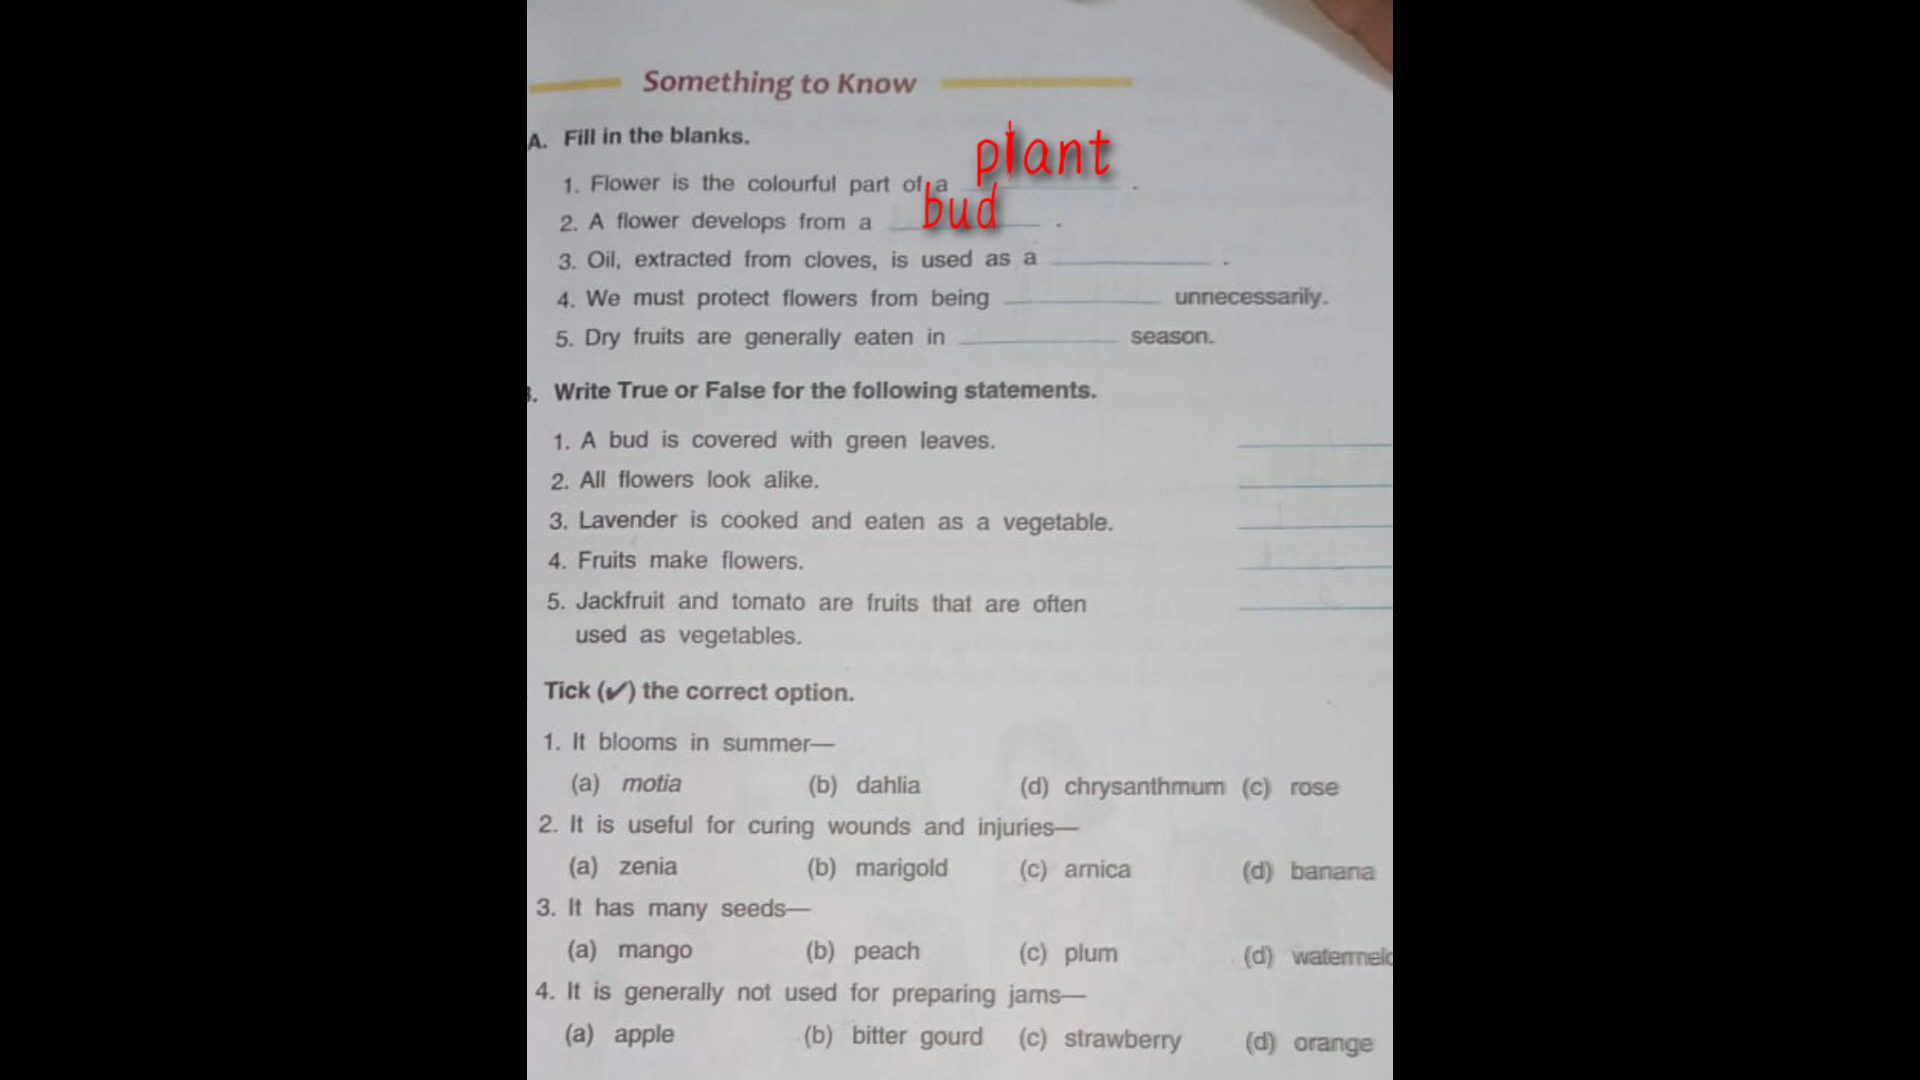 Something to Know
A. Fill in the blanks.
1. Flower is the colourful part of a plant .
2. A flower develops from a bud .
3. Oil, extracted from cloves, is used as a .
4. We must protect flowers from being unnecessarily.
5. Dry fruits are generally eaten in season.
Write True or False for the following statements.
1. A bud is covered with green leaves.
2. All flowers look alike.
3. Lavender is cooked and eaten as a vegetable.
4. Fruits make flowers.
5. Jackfruit and tomato are fruits that are often
used as vegetables.
Tick (✔) the correct option.
1. It blooms in summer—
(a) motia (b) dahlia (d) chrysanthmum (c) rose
2. It is useful for curing wounds and injuries—
(a) zenia (b) marigold (c) arnica (d) banana
3. It has many seeds—
(a) mango (b) peach (c) plum (d)
4. It is generally not used for preparing jams—
(a) apple (b) bitter gourd (c) strawberry (d) orange